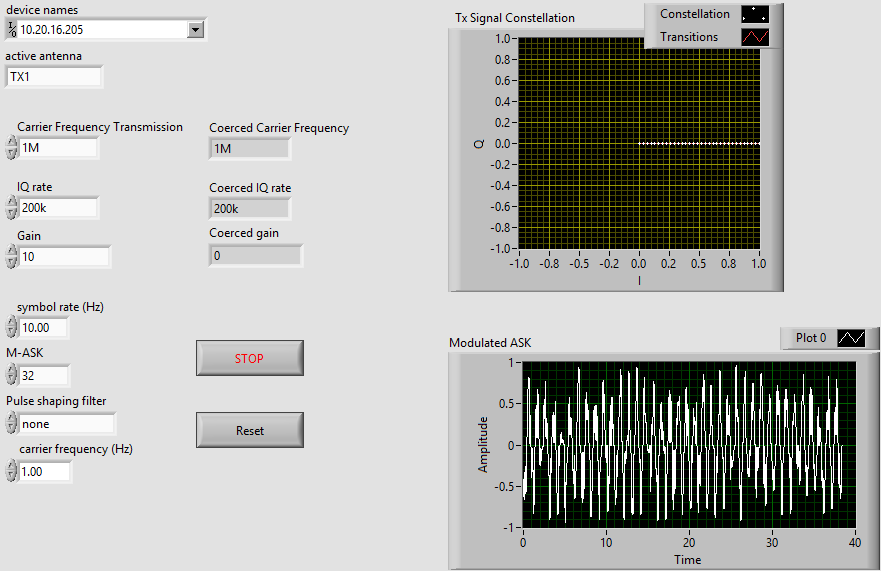 device names
I/0
10.20.16.205
active antenna
TX1
Carrier Frequency Transmission
1M
Coerced Carrier Frequency
1M
IQ rate
200k
Coerced IQ rate
200k
Gain
10
Coerced gain
0
symbol rate (Hz)
10.00
M-ASK
32
Pulse shaping filter
none
carrier frequency (Hz)
1.00
STOP
Reset
Tx Signal Constellation
Constellation
Transitions
1.0
0.8
0.6
0.4
0.2
0.0
-0.2
-0.4
-0.6
-0.8
-1.0
Q
-1.0 -0.8 -0.5 -0.2 0.0 0.2 0.5 0.8 1.0
I
Modulated ASK
Plot 0
1
0.5
0
-0.5
-1
Amplitude
0 10 20 30 40
Time